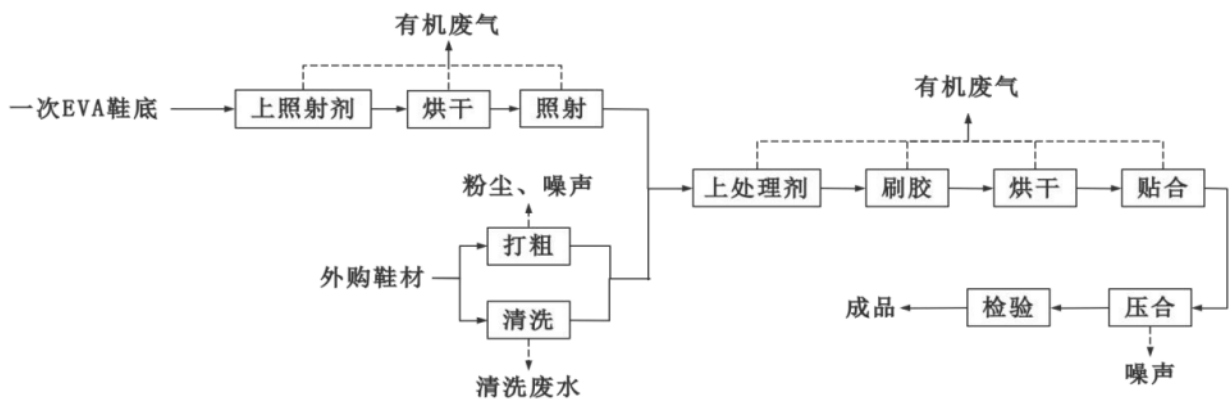 有机废气
一次EVA鞋底
上照射剂
烘干
照射
有机废气
粉尘、噪声
上处理剂
刷胶
烘干
贴合
打粗
外购鞋材
清洗
清洗废水
成品
检验
压合
噪声